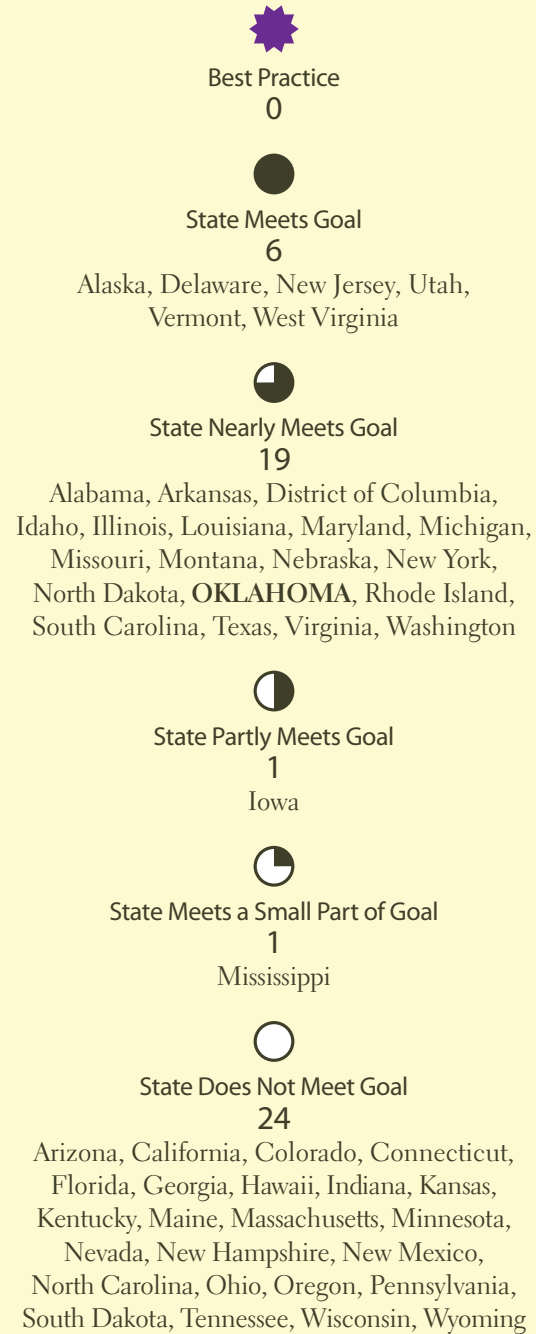 Best Practice
0
State Meets Goal
6
Alaska, Delaware, New Jersey, Utah,
Vermont, West Virginia
State Nearly Meets Goal
19
Alabama, Arkansas, District of Columbia,
Idaho, Illinois, Louisiana, Maryland, Michigan,
Missouri, Montana, Nebraska, New York,
North Dakota, OKLAHOMA, Rhode Island,
South Carolina, Texas, Virginia, Washington
State Partly Meets Goal
1
Iowa
State Meets a Small Part of Goal
1
Mississippi
State Does Not Meet Goal
24
Arizona, California, Colorado, Connecticut,
Florida, Georgia, Hawaii, Indiana, Kansas,
Kentucky, Maine, Massachusetts, Minnesota,
Nevada, New Hampshire, New Mexico,
North Carolina, Ohio, Oregon, Pennsylvania,
South Dakota, Tennessee, Wisconsin, Wyoming